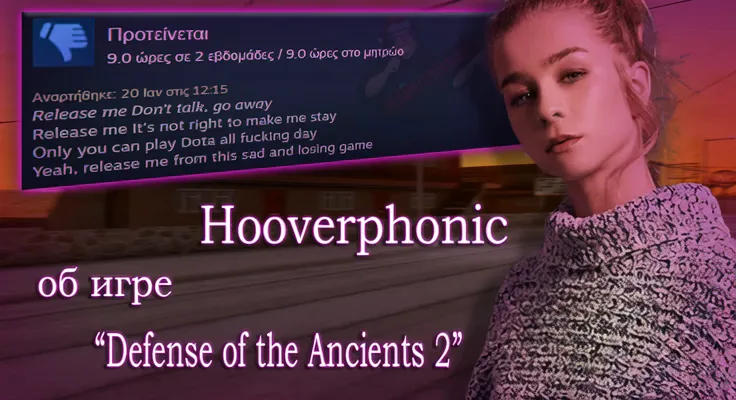 Προτείνεται
9.0 ώρες σε 2 εβδομάδες / 9.0 ώρες στο μητρώο
Αναρτήθηκε: 20 Ιαν στις 12:15
Release me Don't talk, go away
Release me It's not right to make me stay
Only you can play Dota all fucking day
Yeah, release me from this sad and losing game
Hooverphonic
об игре
“Defense of the Ancients 2”